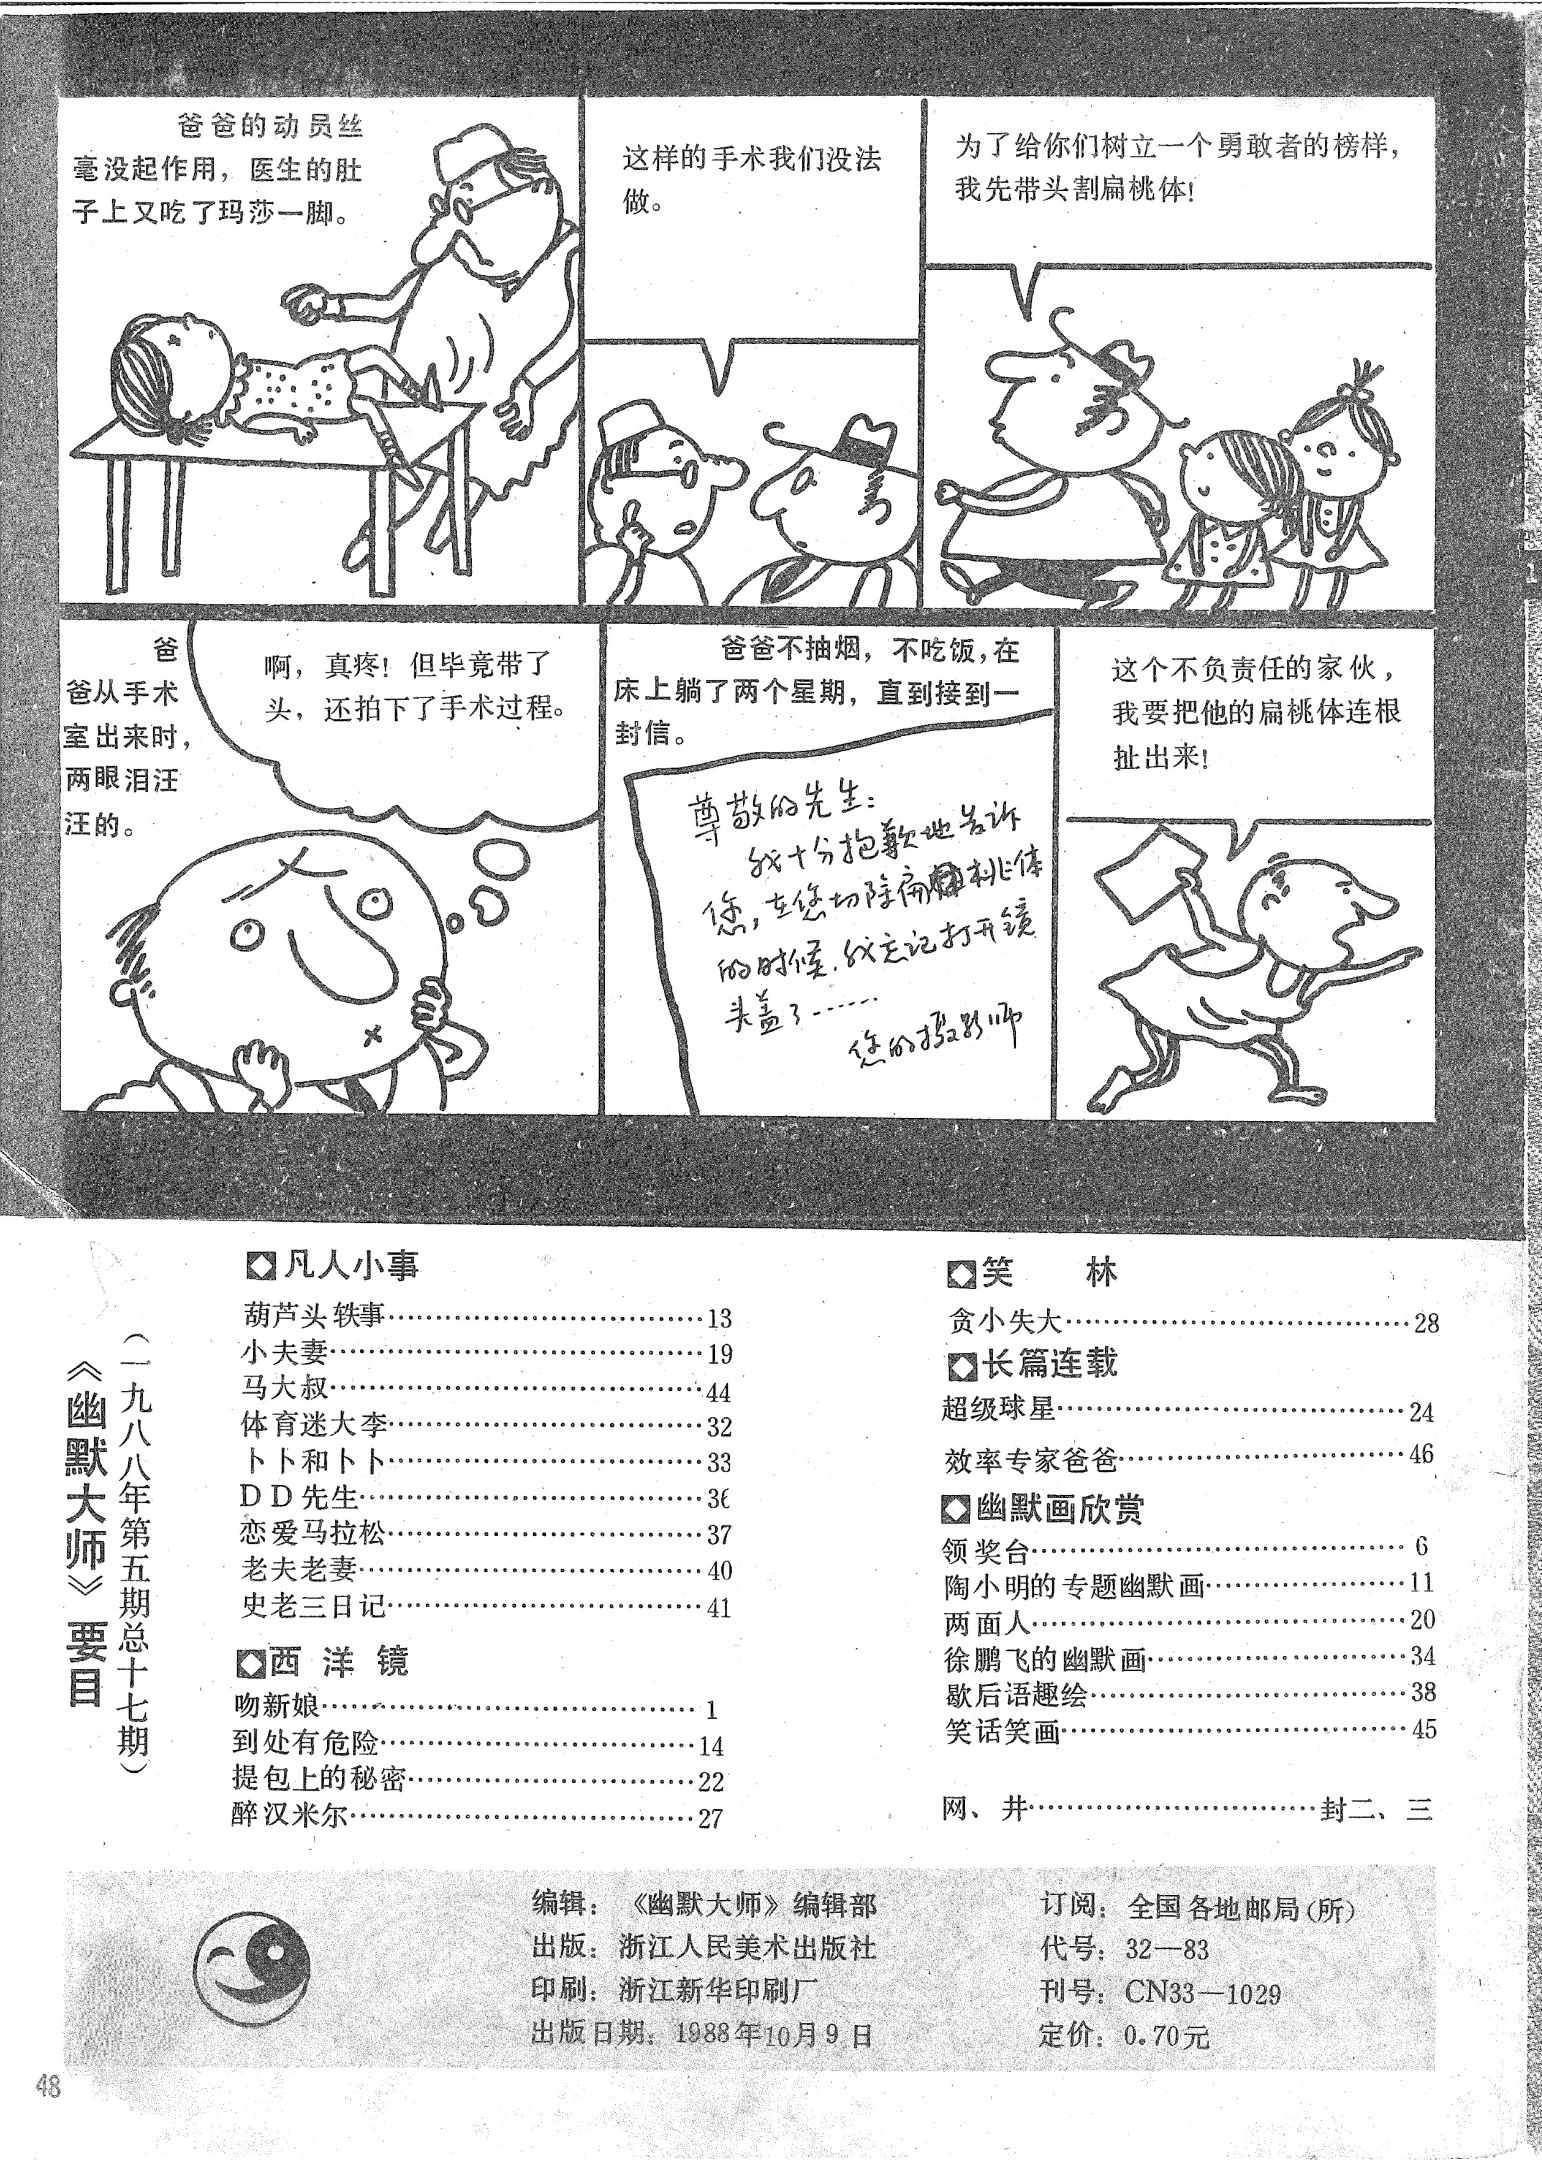 爸爸的动员丝
毫没起作用，医生的肚
子上又吃了玛莎一脚。
这样的手术我们没法
做。
为了给你们树立一个勇敢者的榜样，
我先带头割扁桃体！
爸
爸从手术
室出来时，
两眼泪汪
汪的。
啊，真疼！但毕竟带了
头，还拍下了手术过程。
爸爸不抽烟，不吃饭，在
床上躺了两个星期，直到接到一
封信。
尊敬的先生：
我十分抱歉地告诉
您，在您切除扁桃体
的时候，我忘记打开镜
头盖了……
您的摄影师
这个不负责任的家伙，
我要把他的扁桃体连根
扯出来！
《幽默大师》要目
（一九八八年第五期总十七期）
凡人小事
葫芦头轶事……13
小夫妻……19
马大叔……44
体育迷大李……32
卜卜和卜卜……33
DD先生……36
恋爱马拉松……37
老夫老妻……40
史老三日记……41
西洋镜
吻新娘……1
到处有危险……14
提包上的秘密……22
醉汉米尔……27
笑 林
贪小失大……28
长篇连载
超级球星……24
效率专家爸爸……46
幽默画欣赏
领奖台……6
陶小明的专题幽默画……11
两面人……20
徐鹏飞的幽默画……34
歇后语趣绘……38
笑话笑画……45
网、井……封二、三
编辑：《幽默大师》编辑部
出版：浙江人民美术出版社
印刷：浙江新华印刷厂
出版日期：1988年10月9日
订阅：全国各地邮局(所)
代号：32—83
刊号：CN33—1029
定价：0.70元
48